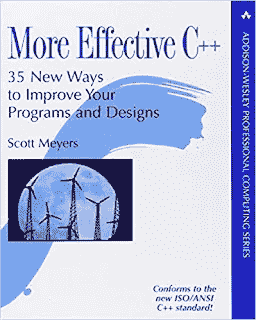 More Effective C++
35 New Ways
to Improve Your
Programs and Designs
Scott Meyers
Conforms to the
new ISO/ANSI
C++ standard!
ADDISON-WESLEY PROFESSIONAL COMPUTING SERIES